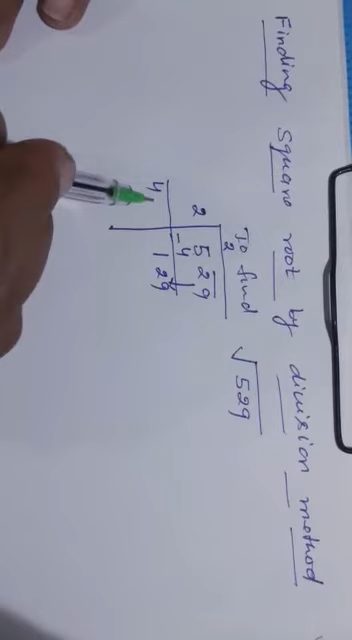 Finding Square root by division method
To find √529
2
2 5 29
-4
4 1 29